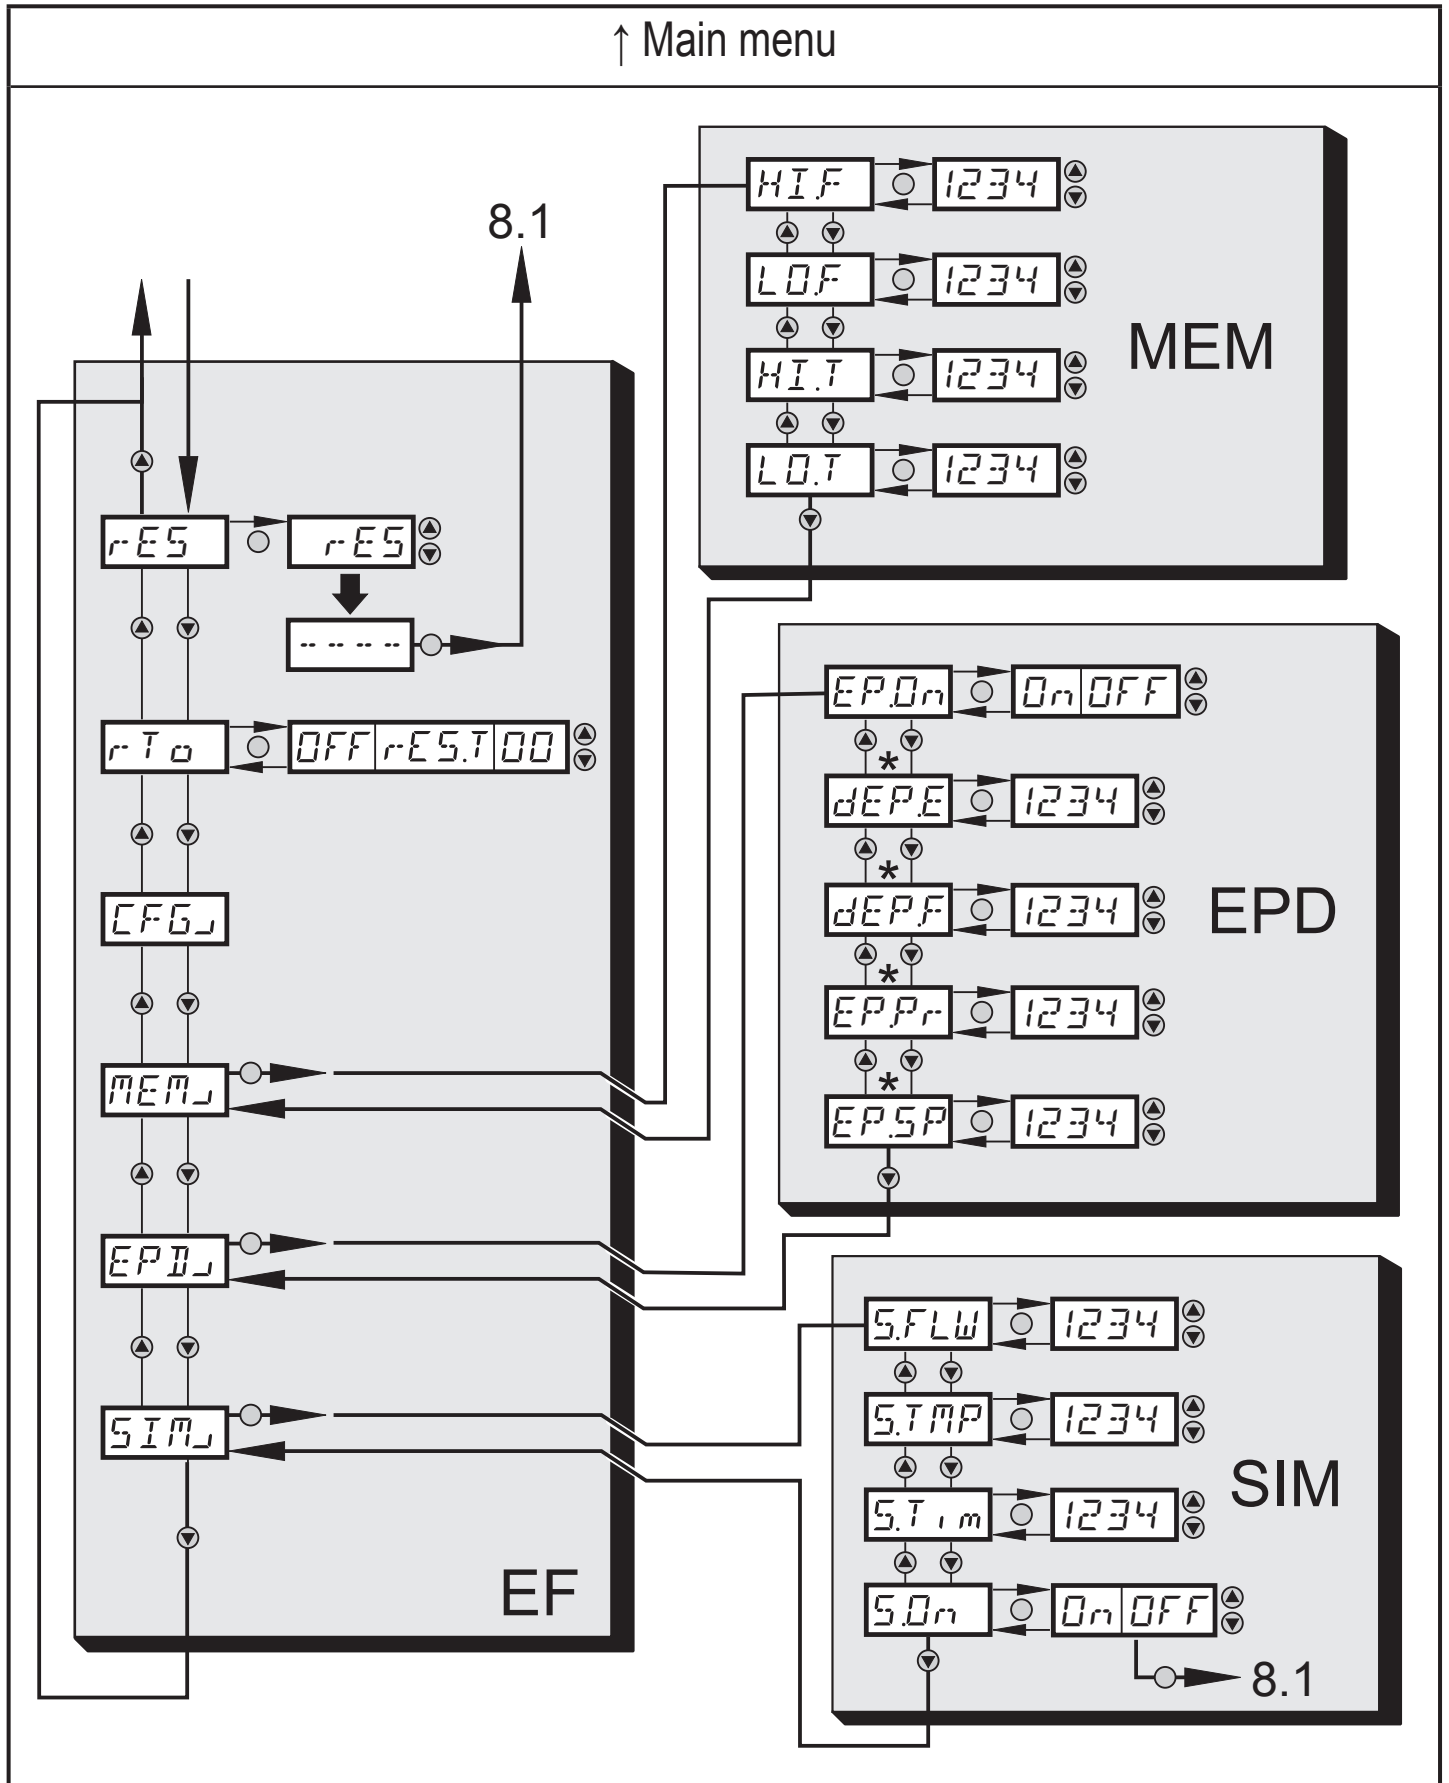 ↑ Main menu
8.1
rES
rES
-- -- -- --
rTo
OFF rES.T 00
CFG
MEM
EPD
SIM
EF
HI.F 1234
LO.F 1234
HI.T 1234
LO.T 1234
MEM
EP.On On OFF
*
dEP.E 1234
*
dEP.F 1234
*
EP.Pr 1234
*
EP.SP 1234
EPD
S.FLW 1234
S.TMP 1234
S.Tim 1234
S.On On OFF
8.1
SIM